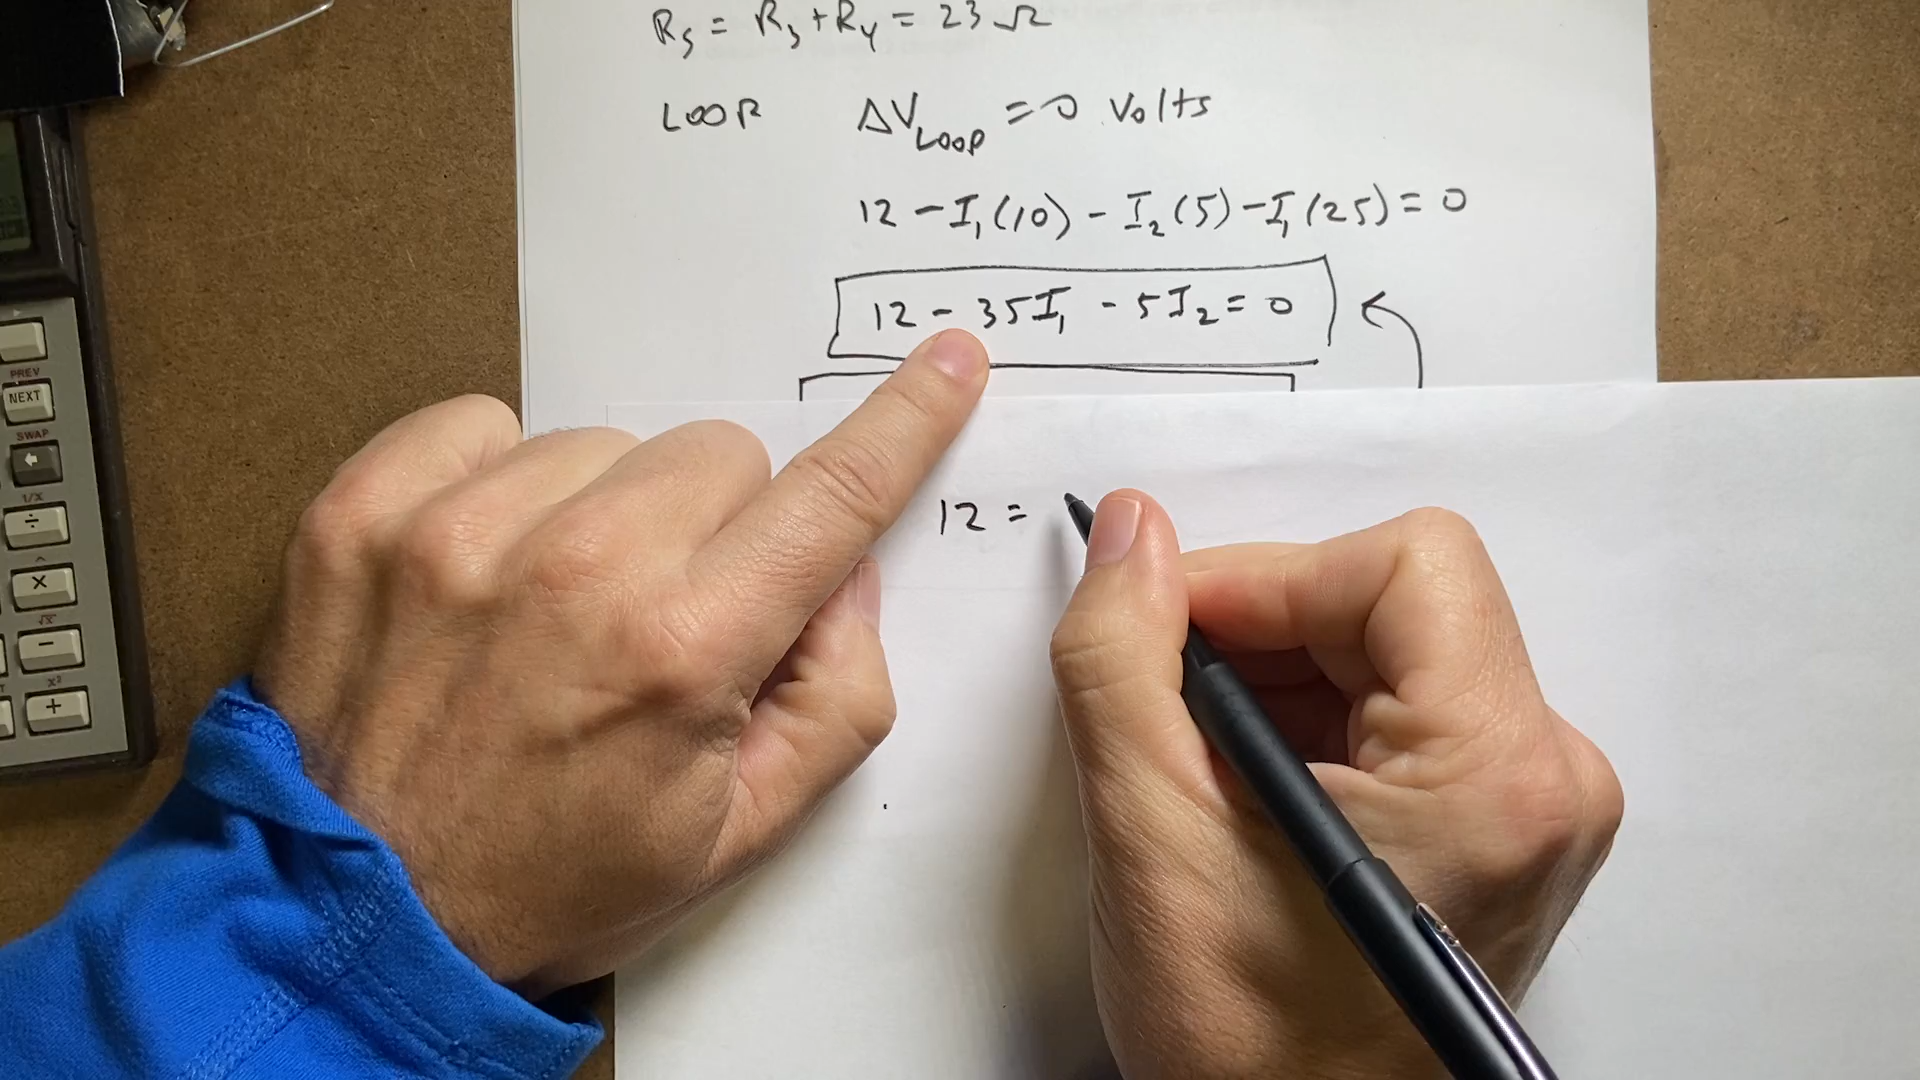 R₅ = R₃ + R₄ = 23 Ω
LOOP ΔV_LOOP = 0 Volts
12 - I₁(10) - I₂(5) - I₁(25) = 0
12 - 35I₁ - 5I₂ = 0
12 =
PREV
NEXT
SWAP
←
1/X
÷
^
×
√x
-
x²
+